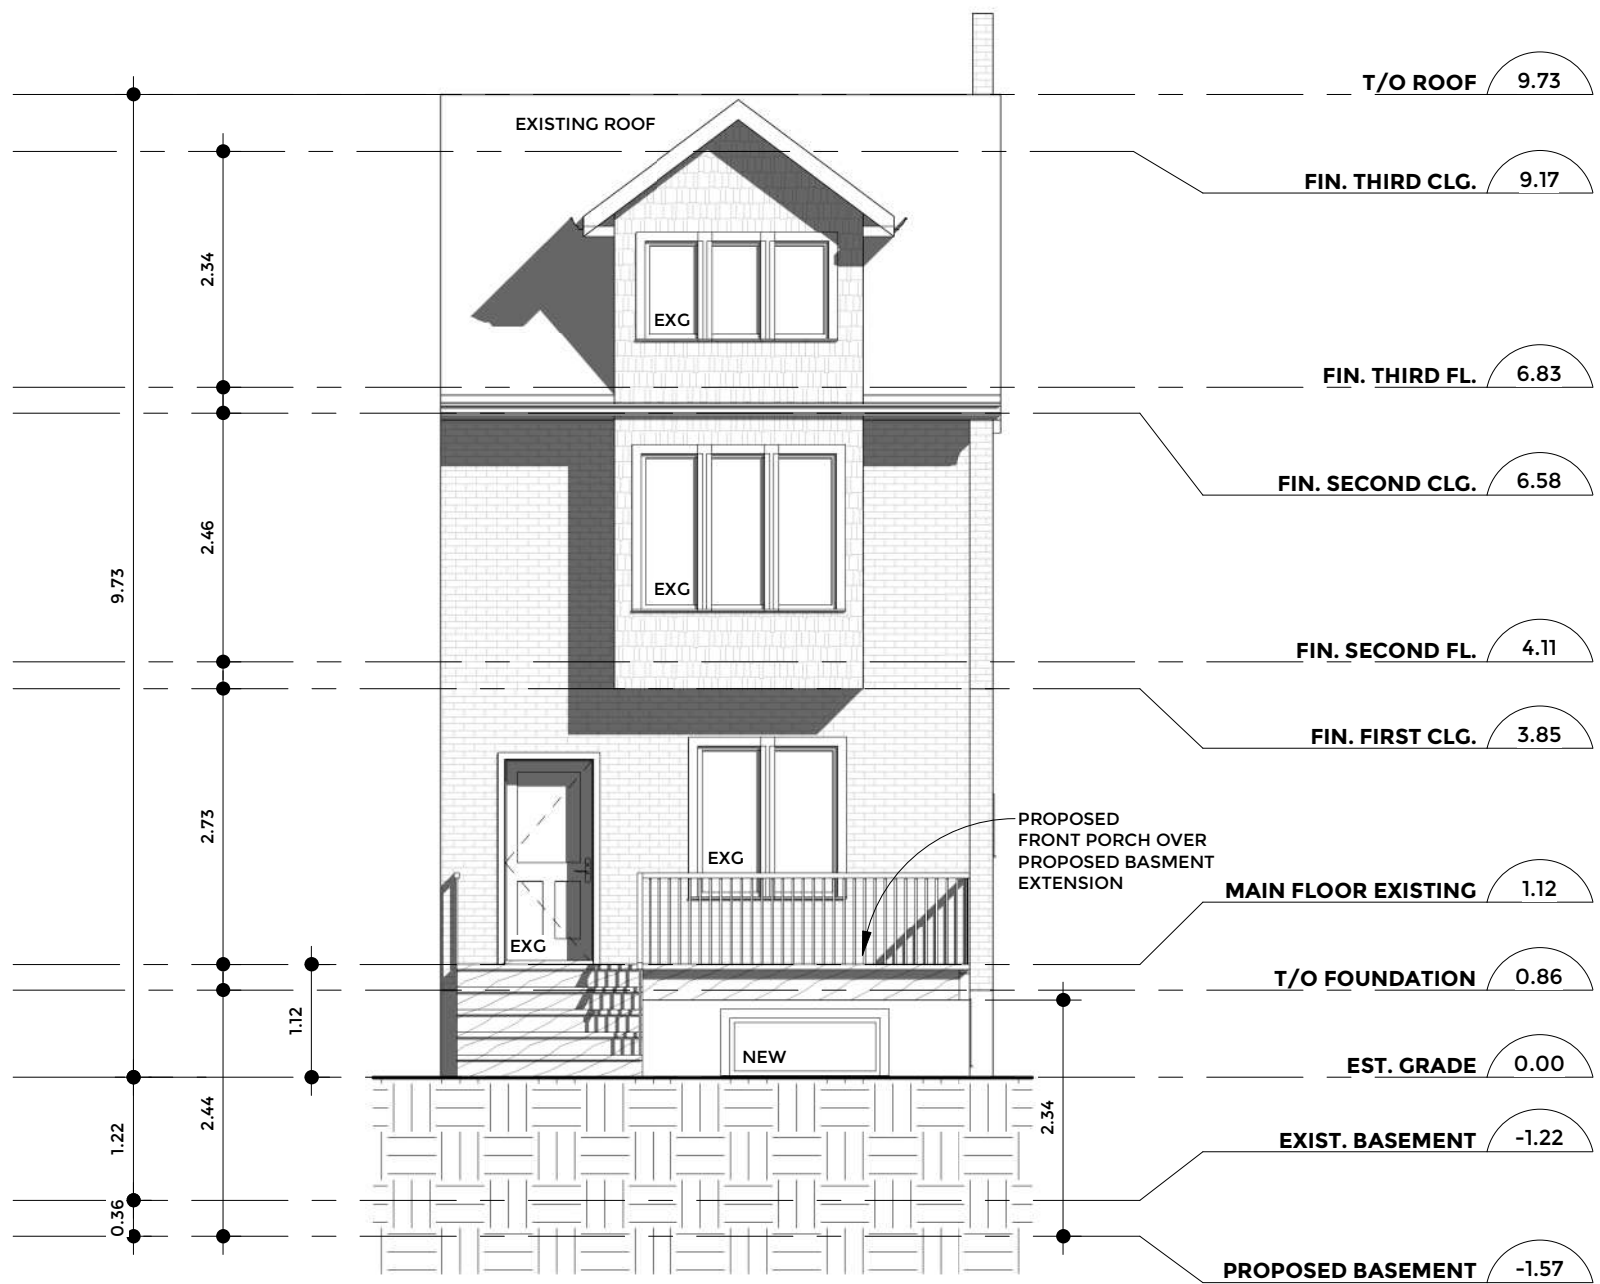 T/O ROOF 9.73
EXISTING ROOF
FIN. THIRD CLG. 9.17
2.34
EXG
FIN. THIRD FL. 6.83
FIN. SECOND CLG. 6.58
2.46
9.73
EXG
FIN. SECOND FL. 4.11
FIN. FIRST CLG. 3.85
2.73
EXG
PROPOSED
FRONT PORCH OVER
PROPOSED BASMENT
EXTENSION
MAIN FLOOR EXISTING 1.12
EXG
T/O FOUNDATION 0.86
1.12
NEW
EST. GRADE 0.00
2.44
2.34
1.22
EXIST. BASEMENT -1.22
0.36
PROPOSED BASEMENT -1.57